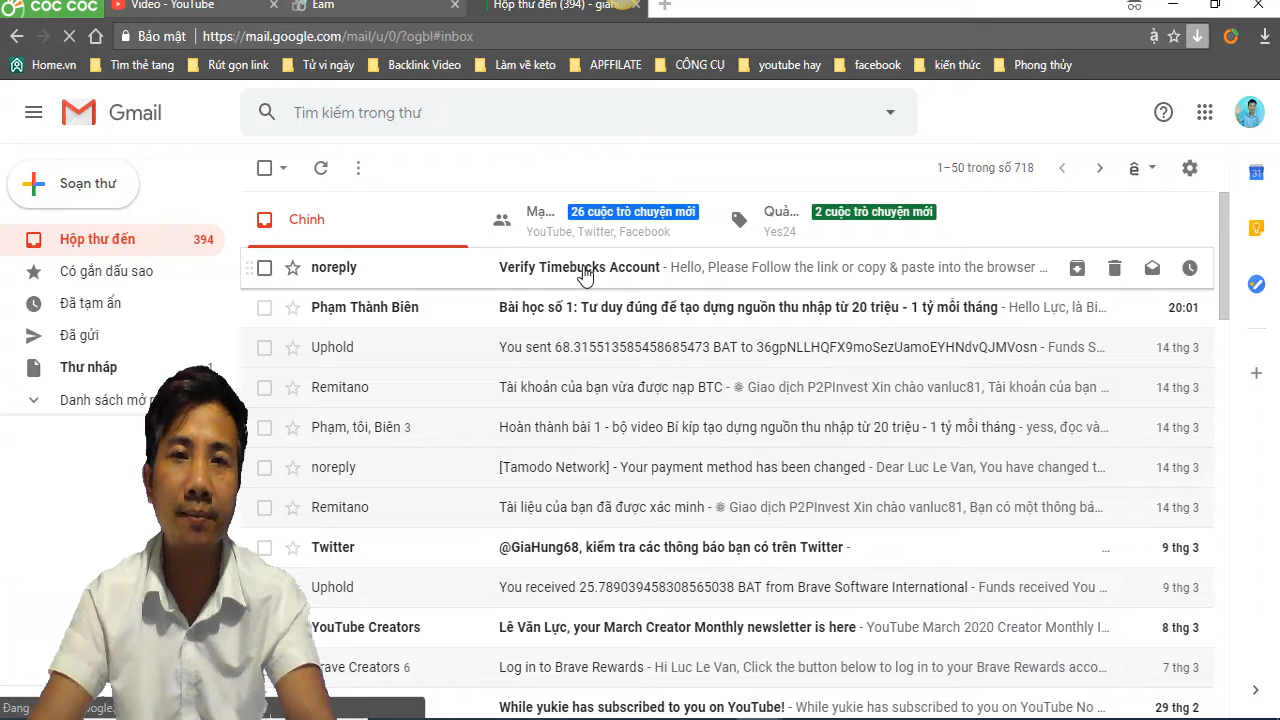 CỐC CỐC
Video - YouTube
Earn
Hộp thư đến (394) - giahu
Bảo mật
https://mail.google.com/mail/u/0/?ogbl#inbox
Home.vn
Tìm thẻ tang
Rút gọn link
Tử vi ngày
Backlink Video
Làm về keto
APFFILATE
CÔNG CỤ
youtube hay
facebook
kiến thức
Phong thủy
Gmail
Tìm kiếm trong thư
Soạn thư
1–50 trong số 718
Hộp thư đến 394
Có gắn dấu sao
Đã tạm ẩn
Đã gửi
Thư nháp
Danh sách mở
Chính
Mạ... 26 cuộc trò chuyện mới
YouTube, Twitter, Facebook
Quả... 2 cuộc trò chuyện mới
Yes24
noreply Verify Timebucks Account - Hello, Please Follow the link or copy & paste into the browser ...
Phạm Thành Biên Bài học số 1: Tư duy đúng để tạo dựng nguồn thu nhập từ 20 triệu - 1 tỷ mỗi tháng - Hello Lực, là Bi... 20:01
Uphold You sent 68.315513585458685473 BAT to 36gpNLLHQFX9moSezUamoEYHNdvQJMVosn - Funds S... 14 thg 3
Remitano Tài khoản của bạn vừa được nạp BTC - ⚛ Giao dịch P2PInvest Xin chào vanluc81, Tài khoản của bạn ... 14 thg 3
Phạm, tôi, Biên 3 Hoàn thành bài 1 - bộ video Bí kíp tạo dựng nguồn thu nhập từ 20 triệu - 1 tỷ mỗi tháng - yess, đọc và... 14 thg 3
noreply [Tamodo Network] - Your payment method has been changed - Dear Luc Le Van, You have changed t... 14 thg 3
Remitano Tài liệu của bạn đã được xác minh - ⚛ Giao dịch P2PInvest Xin chào vanluc81, Bạn có một thông bá... 14 thg 3
Twitter @GiaHung68, kiểm tra các thông báo bạn có trên Twitter - ... 9 thg 3
Uphold You received 25.789039458308565038 BAT from Brave Software International - Funds received You ... 9 thg 3
YouTube Creators Lê Văn Lực, your March Creator Monthly newsletter is here - YouTube March 2020 Creator Monthly I... 8 thg 3
Brave Creators 6 Log in to Brave Rewards - Hi Luc Le Van, Click the button below to log in to your Brave Rewards acco... 7 thg 3
While yukie has subscribed to you on YouTube! - While yukie has subscribed to you on YouTube No ... 29 thg 2
Đang